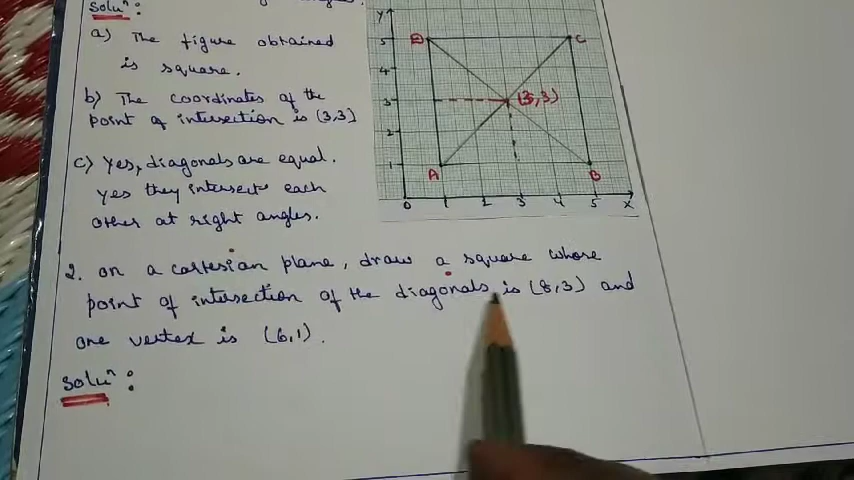 Soluⁿ:
a) The figure obtained
is square.
b) The coordinates of the
point of intersection is (3,3)
c) Yes, diagonals are equal.
yes they intersects each
other at right angles.
Y
5
4
3
2
1
0 1 2 3 4 5 X
D C
(3,3)
A B
2. on a cartesian plane, draw a square whose
point of intersection of the diagonals is (8,3) and
one vertex is (6,1).
Soluⁿ: